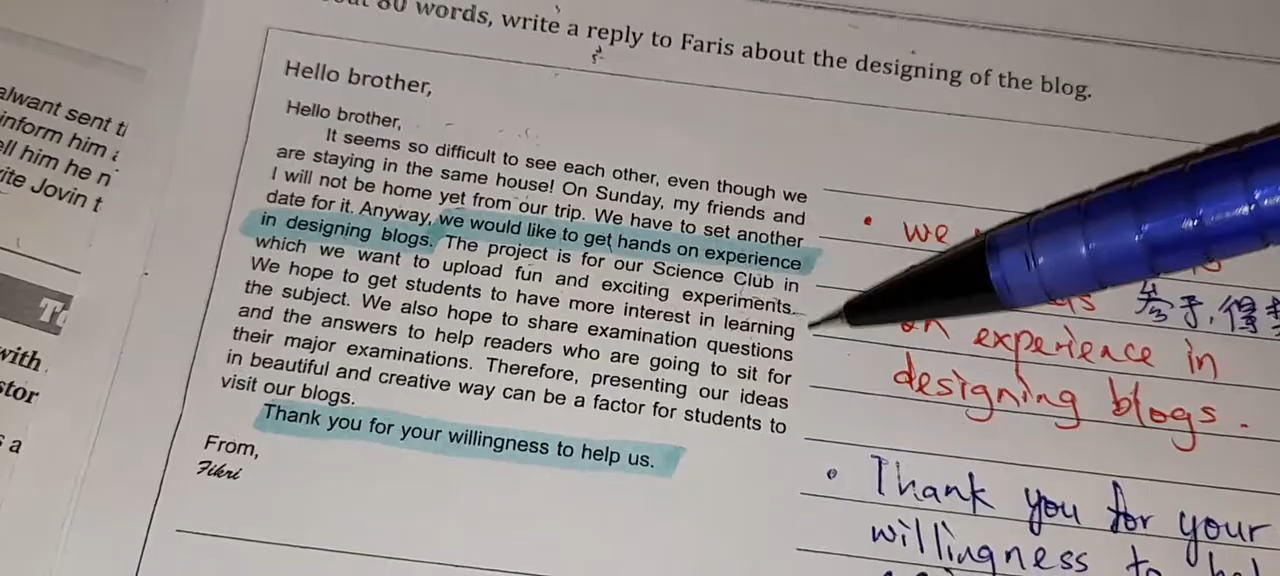 80 words, write a reply to Faris about the designing of the blog.
alwant sent
inform him
him he
Jovin
with
a
Hello brother,
Hello brother,
It seems so difficult to see each other, even though we
are staying in the same house! On Sunday, my friends and
I will not be home yet from our trip. We have to set another
date for it. Anyway, we would like to get hands on experience
in designing blogs. The project is for our Science Club in
which we want to upload fun and exciting experiments.
We hope to get students to have more interest in learning
the subject. We also hope to share examination questions
and the answers to help readers who are going to sit for
their major examinations. Therefore, presenting our ideas
in beautiful and creative way can be a factor for students to
visit our blogs.
Thank you for your willingness to help us.
From,
Fikri
• we
an experience in
designing blogs.
• Thank you for your
willingness to